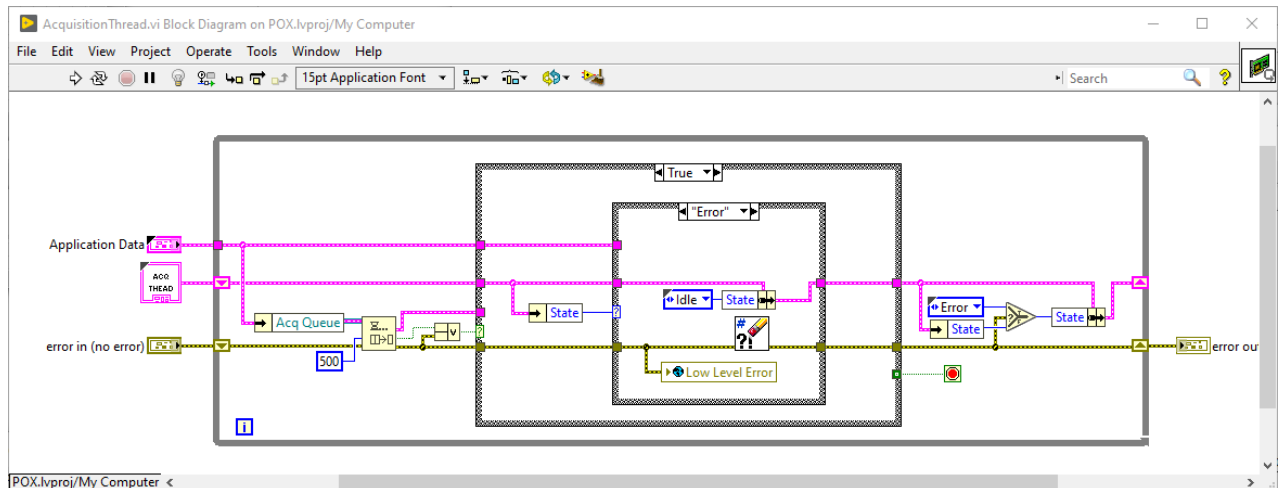 AcquisitionThread.vi Block Diagram on POX.lvproj/My Computer
File Edit View Project Operate Tools Window Help
15pt Application Font
Search
True
"Error"
Application Data
ACQ
THEAD
Idle
State
Error
State
State
State
Acq Queue
#
?!
V
error in (no error)
500
Low Level Error
error ou
i
POX.lvproj/My Computer